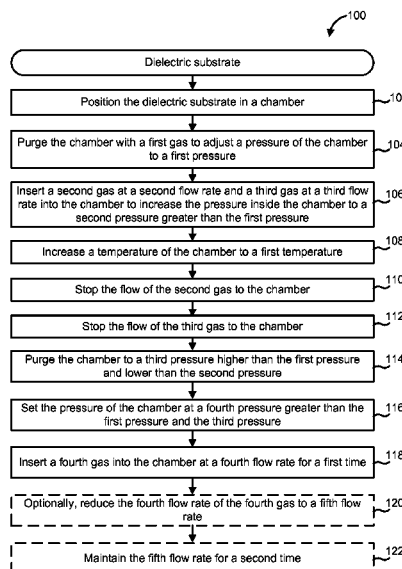 100
Dielectric substrate
Position the dielectric substrate in a chamber
10
Purge the chamber with a first gas to adjust a pressure of the chamber
to a first pressure
104
Insert a second gas at a second flow rate and a third gas at a third flow
rate into the chamber to increase the pressure inside the chamber to a
second pressure greater than the first pressure
106
Increase a temperature of the chamber to a first temperature
108
Stop the flow of the second gas to the chamber
110
Stop the flow of the third gas to the chamber
112
Purge the chamber to a third pressure higher than the first pressure
and lower than the second pressure
114
Set the pressure of the chamber at a fourth pressure greater than the
first pressure and the third pressure
116
Insert a fourth gas into the chamber at a fourth flow rate for a first time
118
Optionally, reduce the fourth flow rate of the fourth gas to a fifth flow
rate
120
Maintain the fifth flow rate for a second time
122